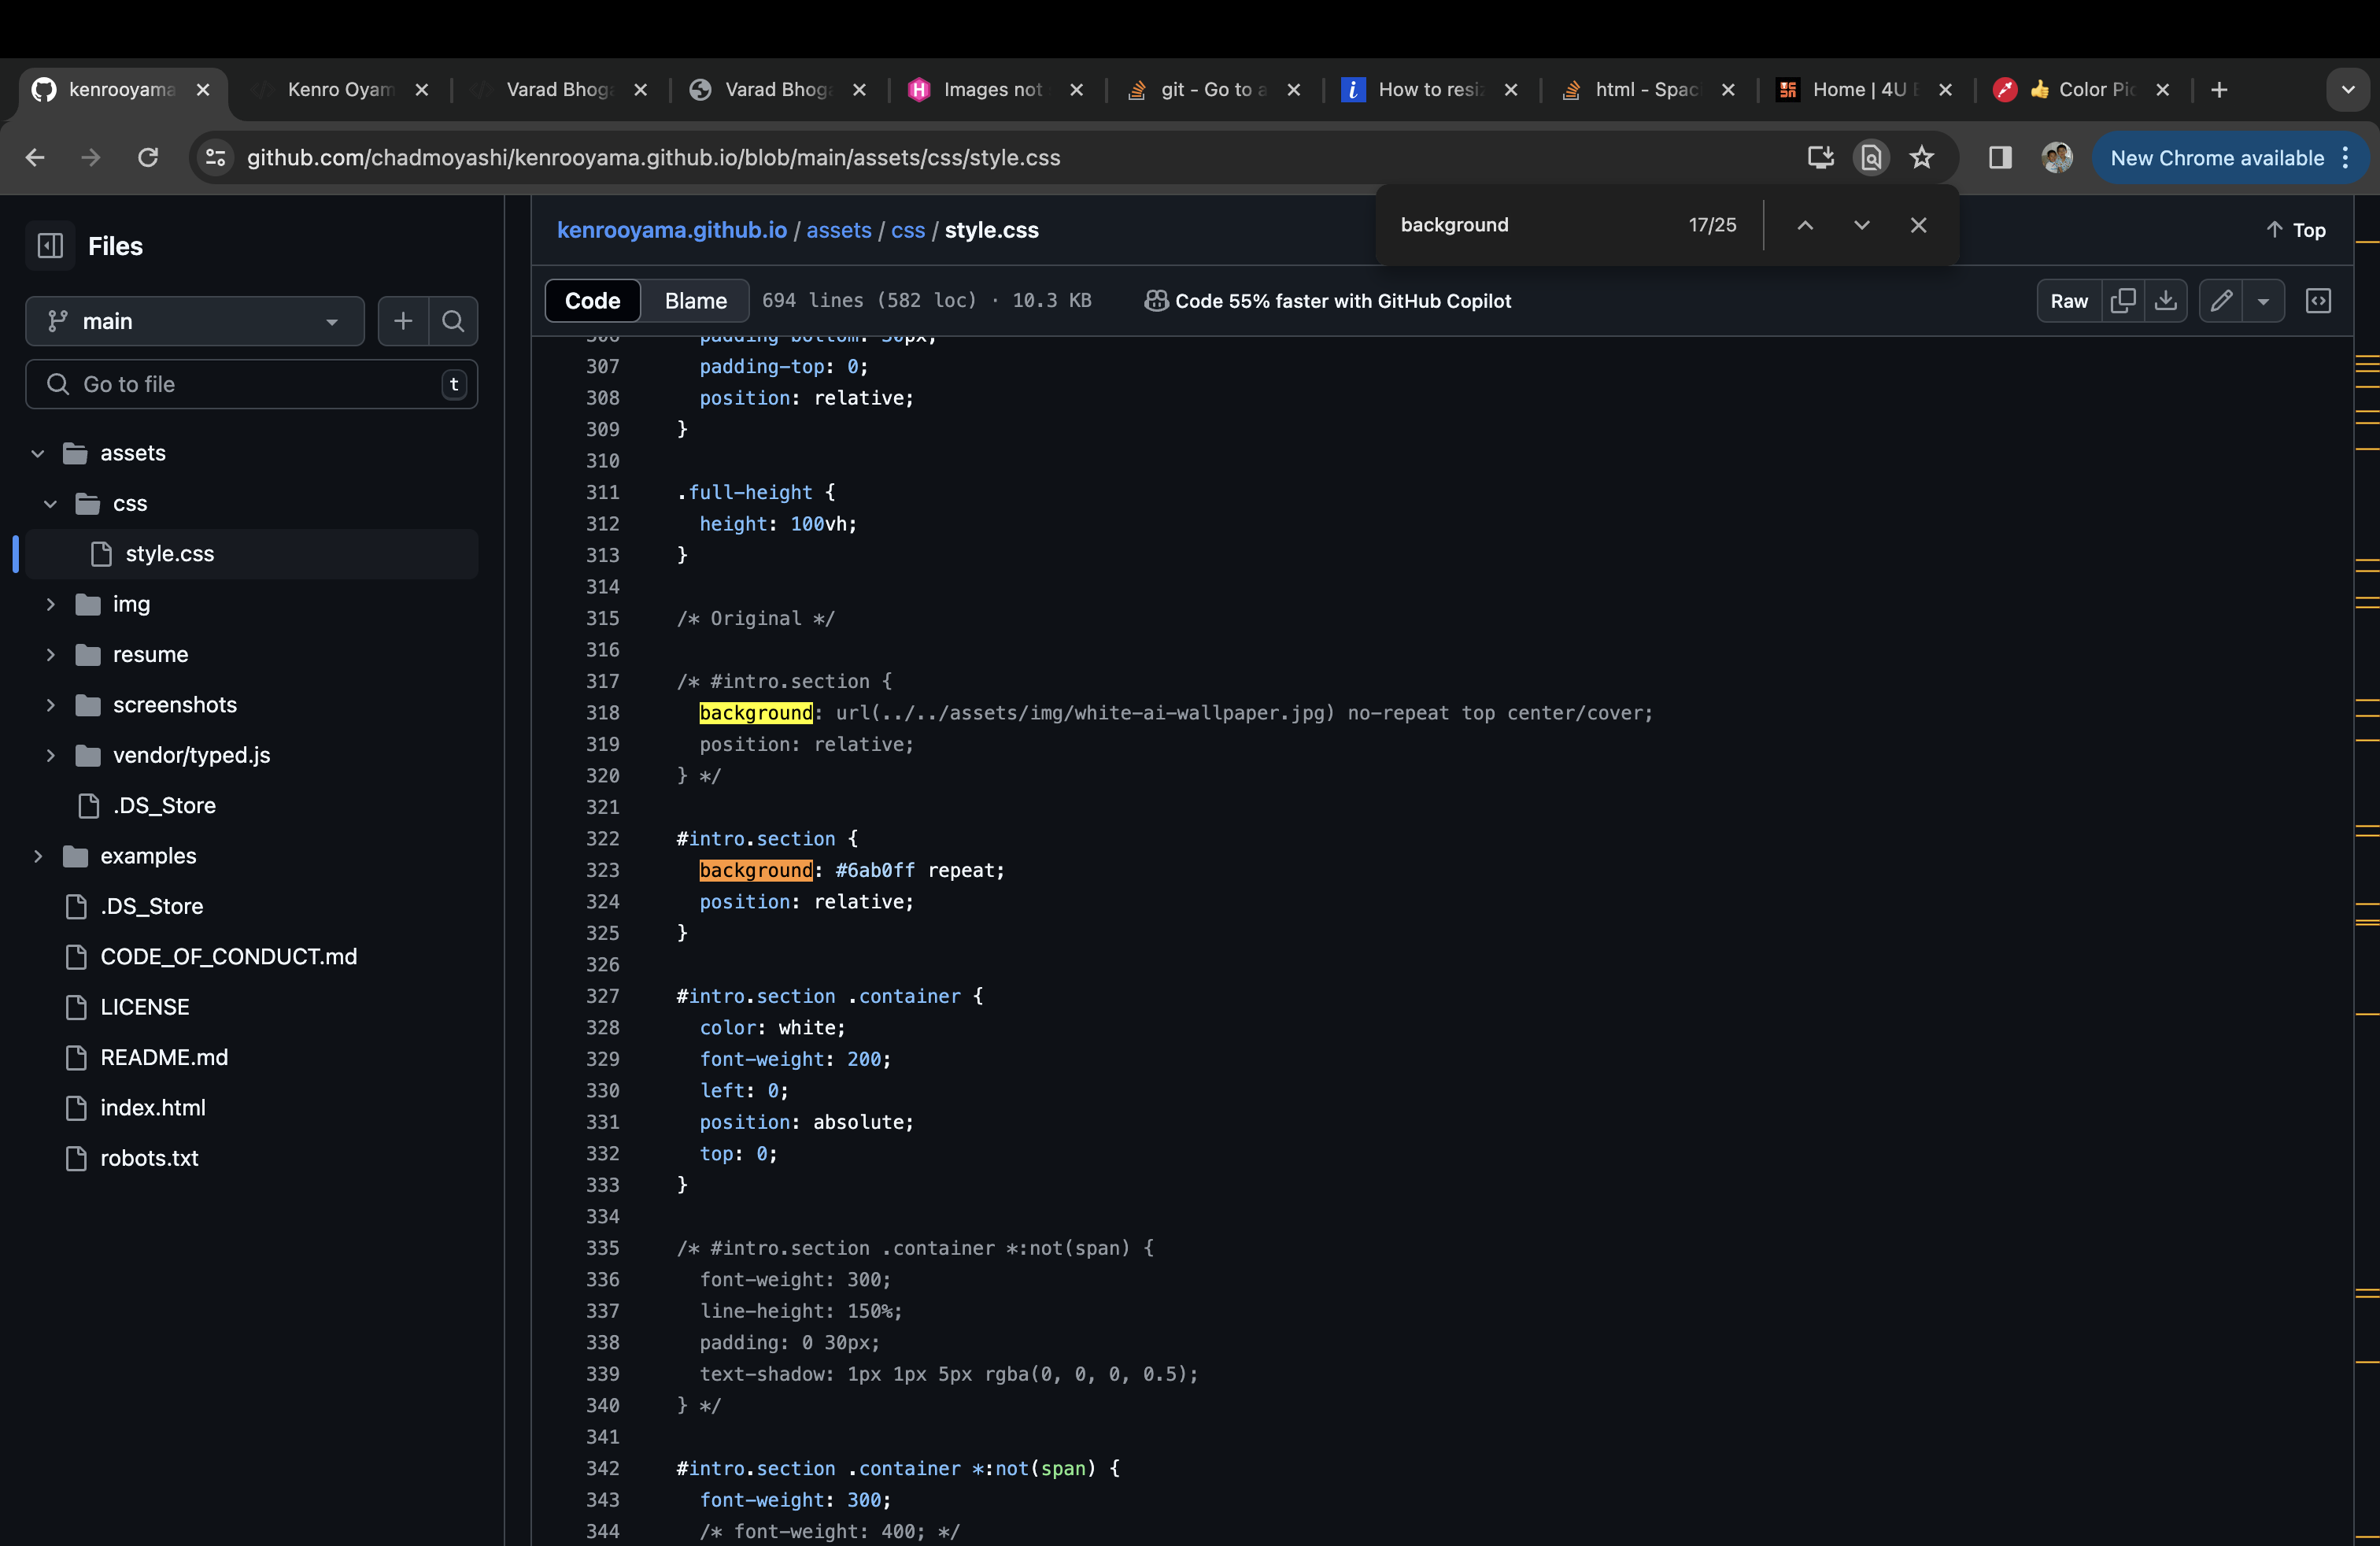 kenrooyama
Kenro Oyam
Varad Bhoga
Varad Bhoga
Images not
git - Go to a
How to resiz
html - Spaci
Home | 4U
👍 Color Pic
github.com/chadmoyashi/kenrooyama.github.io/blob/main/assets/css/style.css
New Chrome available
background 17/25
Files
main
Go to file t
assets
css
style.css
img
resume
screenshots
vendor/typed.js
.DS_Store
examples
.DS_Store
CODE_OF_CONDUCT.md
LICENSE
README.md
index.html
robots.txt
kenrooyama.github.io / assets / css / style.css
Top
Code Blame 694 lines (582 loc) · 10.3 KB Code 55% faster with GitHub Copilot Raw
306 padding-bottom: 30px;
307 padding-top: 0;
308 position: relative;
309 }
310
311 .full-height {
312 height: 100vh;
313 }
314
315 /* Original */
316
317 /* #intro.section {
318 background: url(../../assets/img/white-ai-wallpaper.jpg) no-repeat top center/cover;
319 position: relative;
320 } */
321
322 #intro.section {
323 background: #6ab0ff repeat;
324 position: relative;
325 }
326
327 #intro.section .container {
328 color: white;
329 font-weight: 200;
330 left: 0;
331 position: absolute;
332 top: 0;
333 }
334
335 /* #intro.section .container *:not(span) {
336 font-weight: 300;
337 line-height: 150%;
338 padding: 0 30px;
339 text-shadow: 1px 1px 5px rgba(0, 0, 0, 0.5);
340 } */
341
342 #intro.section .container *:not(span) {
343 font-weight: 300;
344 /* font-weight: 400; */